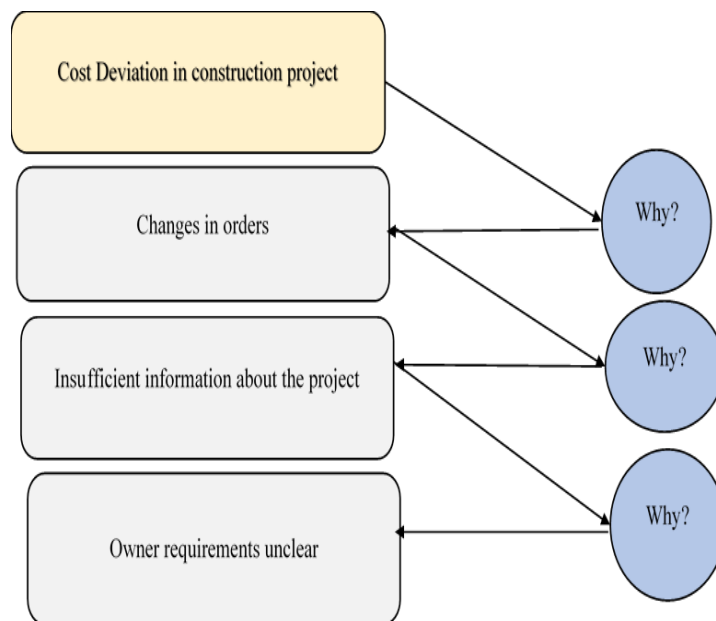 Cost Deviation in construction project
Why?
Changes in orders
Why?
Insufficient information about the project
Why?
Owner requirements unclear